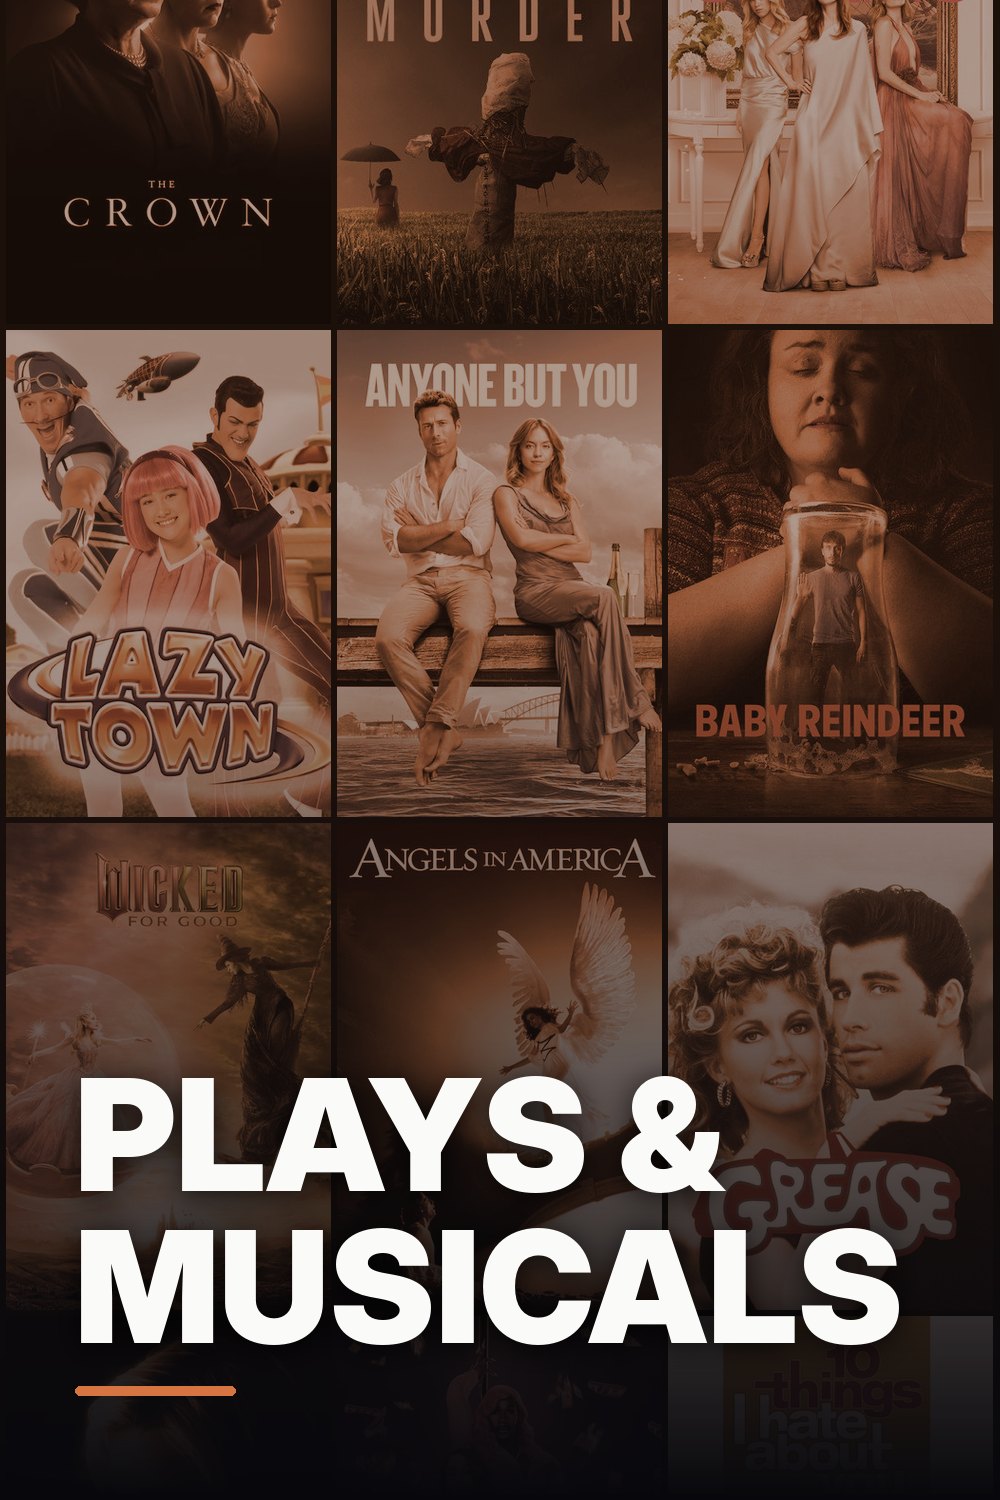 MURDER
THE
CROWN
ANYONE BUT YOU
LAZY
TOWN
BABY REINDEER
WICKED
FOR GOOD
ANGELS IN AMERICA
GREASE
PLAYS &
MUSICALS
10
things
I hate
about